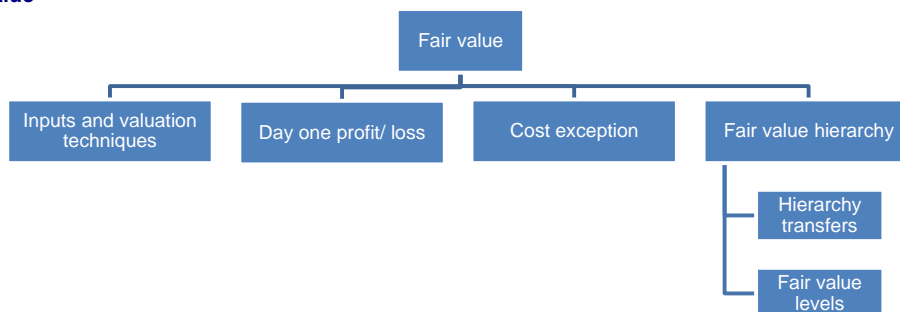 Fair value
Inputs and valuation
techniques
Day one profit/ loss
Cost exception
Fair value hierarchy
Hierarchy
transfers
Fair value
levels